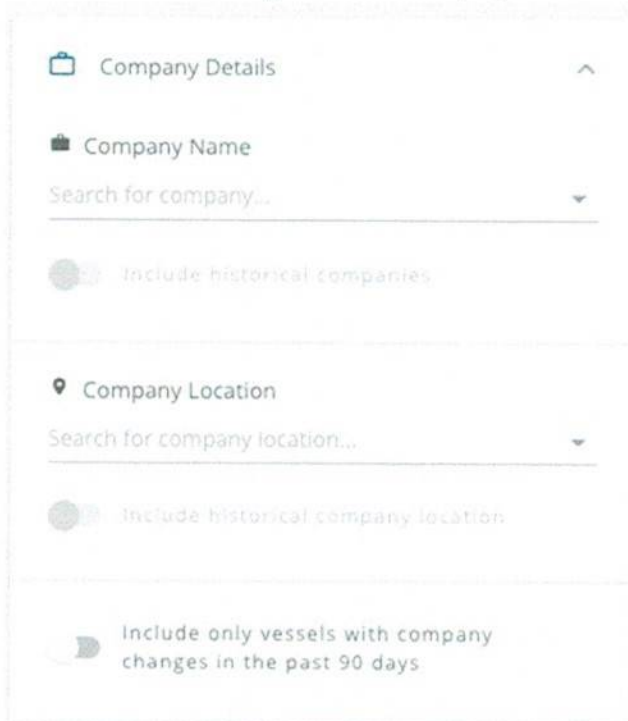 Company Details
Company Name
Search for company...
Include historical companies
Company Location
Search for company location...
Include historical company location
Include only vessels with company
changes in the past 90 days